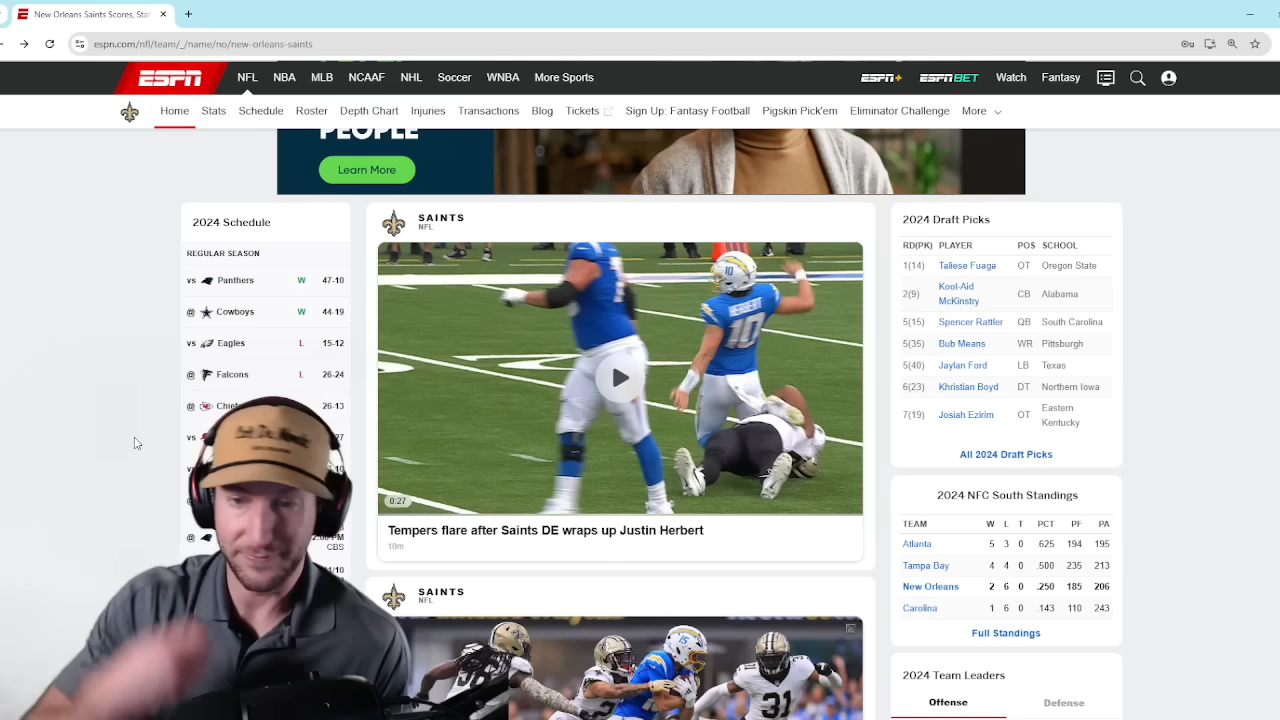 New Orleans Saints Scores, Stat
espn.com/nfl/team/_/name/no/new-orleans-saints
ESPN NFL NBA MLB NCAAF NHL Soccer WNBA More Sports ESPN+ ESPN BET Watch Fantasy
Home Stats Schedule Roster Depth Chart Injuries Transactions Blog Tickets Sign Up: Fantasy Football Pigskin Pick'em Eliminator Challenge More
PEOPLE
Learn More
2024 Schedule
REGULAR SEASON
vs Panthers W 47-10
@ Cowboys W 44-19
vs Eagles L 15-12
@ Falcons L 26-24
@ 26-13
vs
@
CBS
SAINTS
NFL
10
0:27
Tempers flare after Saints DE wraps up Justin Herbert
10m
SAINTS
NFL
15
31
2024 Draft Picks
RD(PK) PLAYER POS SCHOOL
1(14) Taliese Fuaga OT Oregon State
2(9) Kool-Aid McKinstry CB Alabama
5(15) Spencer Rattler QB South Carolina
5(35) Bub Means WR Pittsburgh
5(40) Jaylan Ford LB Texas
6(23) Khristian Boyd DT Northern Iowa
7(19) Josiah Ezirim OT Eastern Kentucky
All 2024 Draft Picks
2024 NFC South Standings
TEAM W L T PCT PF PA
Atlanta 5 3 0 .625 194 195
Tampa Bay 4 4 0 .500 235 213
New Orleans 2 6 0 .250 185 206
Carolina 1 6 0 .143 110 243
Full Standings
2024 Team Leaders
Offense Defense